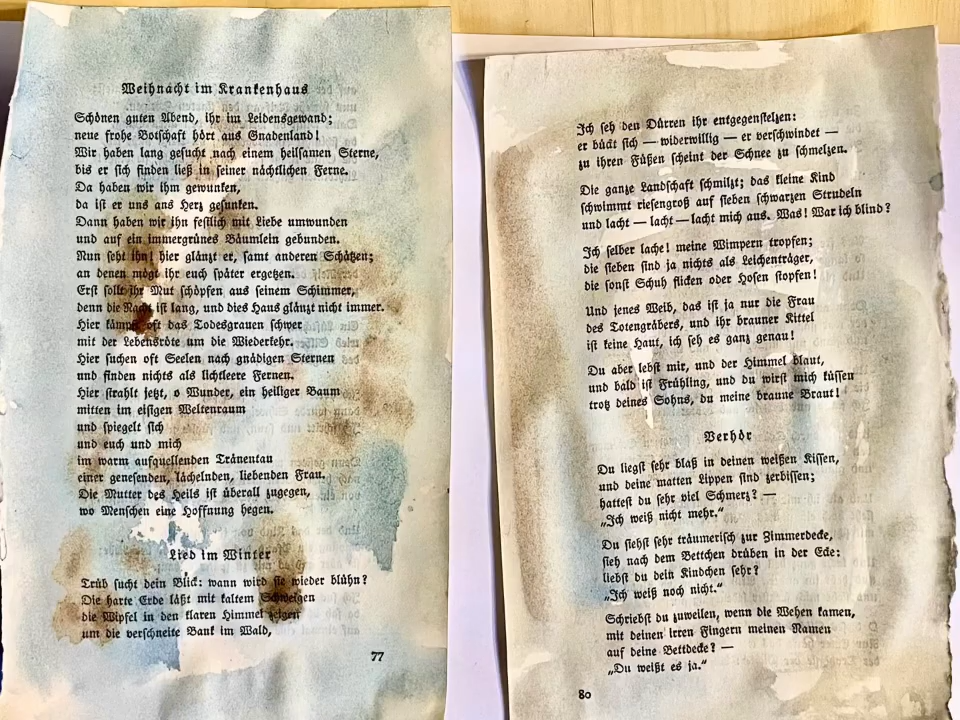 Weihnacht im Krankenhaus
Schönen guten Abend, ihr im Leidensgewand;
neue frohe Botschaft hört aus Gnadenland!
Wir haben lang gesucht nach einem heilsamen Sterne,
bis er sich finden ließ in seiner nächtlichen Ferne.
Da haben wir ihm gewunken,
da ist er uns ans Herz gesunken.
Dann haben wir ihn festlich mit Liebe umwunden
und auf ein immergrünes Bäumlein gebunden.
Nun seht ihn! hier glänzt er, samt anderen Schätzen;
an denen mögt ihr euch später ergetzen.
Erst sollt ihr Mut schöpfen aus seinem Schimmer,
denn die Nacht ist lang, und dies Haus glänzt nicht immer.
Hier kämpft oft das Todesgrauen schwer
mit der Lebensröte um die Wiederkehr.
Hier suchen oft Seelen nach gnädigen Sternen
und finden nichts als lichtleere Fernen.
Hier strahlt jetzt, o Wunder, ein heiliger Baum
mitten im eisigen Weltenraum
und spiegelt sich
und euch und mich
im warm aufquellenden Tränentau
einer genesenden, lächelnden, liebenden Frau.
Die Mutter des Heils ist überall zugegen,
wo Menschen eine Hoffnung hegen.
Lied im Winter
Trüb sucht dein Blick: wann wird sie wieder blühn?
Die harte Erde läßt mit kaltem Schweigen
die Wipfel in den klaren Himmel zeigen
um die verschneite Bank im Wald,
77
Ich seh den Dürren ihr entgegenstelzen:
er bückt sich — widerwillig — er verschwindet —
zu ihren Füßen scheint der Schnee zu schmelzen.
Die ganze Landschaft schmilzt; das kleine Kind
schwimmt riesengroß auf sieben schwarzen Strudeln
und lacht — lacht — lacht mich aus. Was! War ich blind?
Ich selber lache! meine Wimpern tropfen;
die sieben sind ja nichts als Leichenträger,
die sonst Schuh flicken oder Hosen stopfen!
Und jenes Weib, das ist ja nur die Frau
des Totengräbers, und ihr brauner Kittel
ist keine Haut, ich seh es ganz genau!
Du aber lebst mir, und der Himmel blaut,
und bald ist Frühling, und du wirst mich küssen
trotz deines Sohns, du meine braune Braut!
Verhör
Du liegst sehr blaß in deinen weißen Kissen,
und deine matten Lippen sind zerbissen;
hattest du sehr viel Schmerz? —
„Ich weiß nicht mehr.“
Du siehst sehr träumerisch zur Zimmerdecke,
sieh nach dem Bettchen drüben in der Ecke:
liebst du dein Kindchen sehr?
„Ich weiß noch nicht.“
Schriebst du zuweilen, wenn die Wehen kamen,
mit deinen irren Fingern meinen Namen
auf deine Bettdecke? —
„Du weißt es ja.“
80